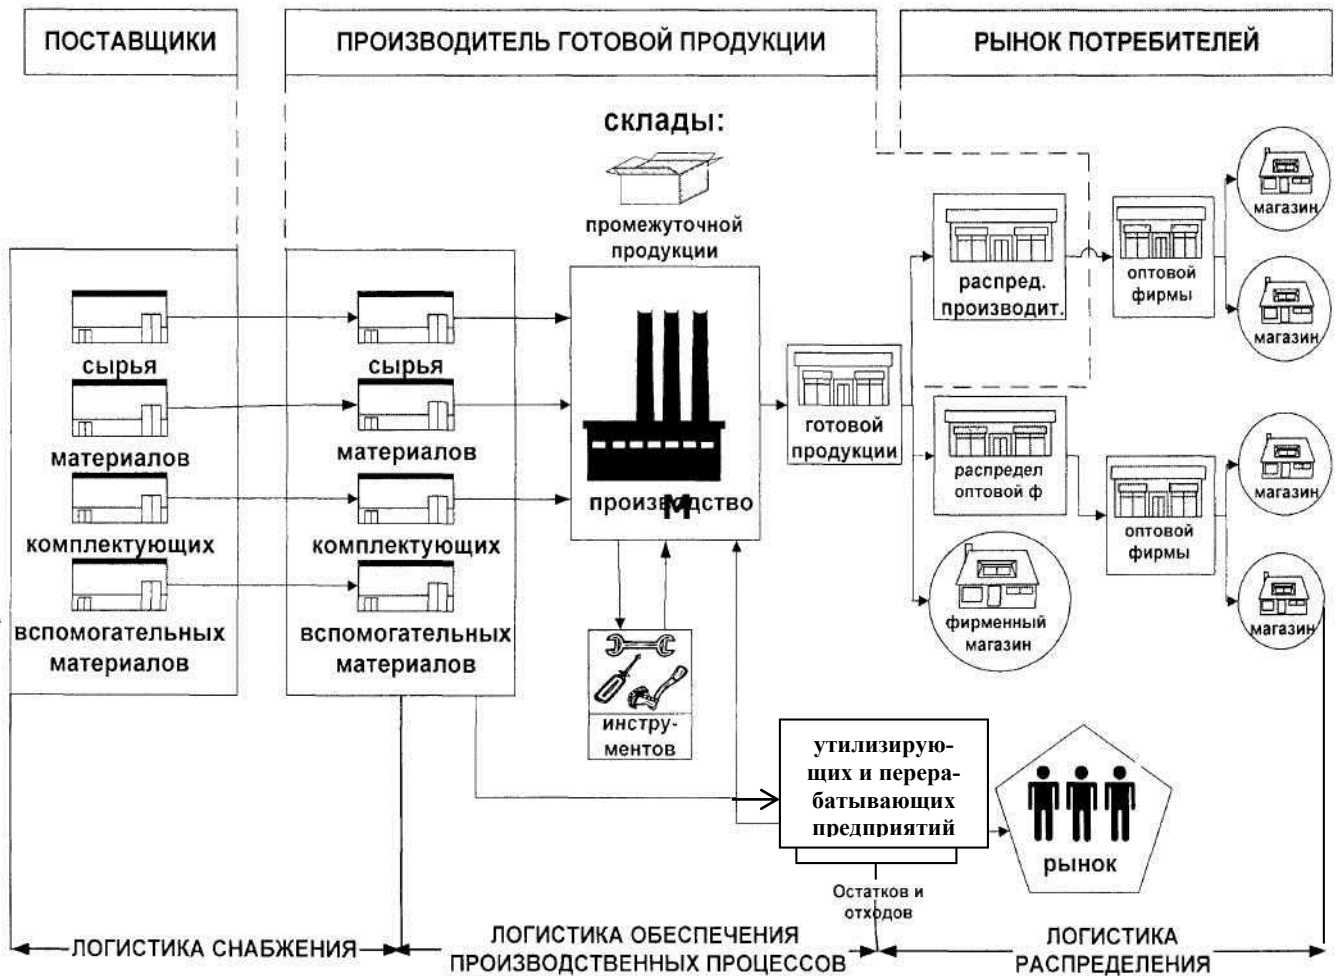 ПОСТАВЩИКИ
ПРОИЗВОДИТЕЛЬ ГОТОВОЙ ПРОДУКЦИИ
РЫНОК ПОТРЕБИТЕЛЕЙ
склады:
промежуточной
продукции
сырья
материалов
комплектующих
вспомогательных
материалов
сырья
материалов
комплектующих
вспомогательных
материалов
производство
М
инстру-
ментов
готовой
продукции
распред.
производит.
распредел
оптовой ф
фирменный
магазин
оптовой
фирмы
оптовой
фирмы
магазин
магазин
магазин
магазин
утилизирую-
щих и перера-
батывающих
предприятий
Остатков и
отходов
рынок
ЛОГИСТИКА СНАБЖЕНИЯ
ЛОГИСТИКА ОБЕСПЕЧЕНИЯ
ПРОИЗВОДСТВЕННЫХ ПРОЦЕССОВ
ЛОГИСТИКА
РАСПРЕДЕЛЕНИЯ